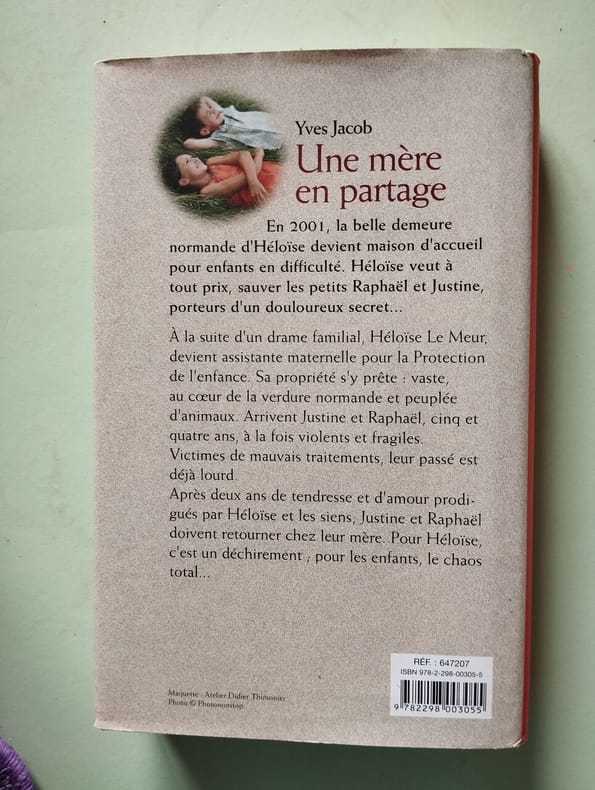 Yves Jacob
Une mère
en partage
En 2001, la belle demeure
normande d'Héloïse devient maison d'accueil
pour enfants en difficulté. Héloïse veut à
tout prix, sauver les petits Raphaël et Justine,
porteurs d'un douloureux secret...
À la suite d'un drame familial, Héloïse Le Meur,
devient assistante maternelle pour la Protection
de l'enfance. Sa propriété s'y prête : vaste,
au cœur de la verdure normande et peuplée
d'animaux. Arrivent Justine et Raphaël, cinq et
quatre ans, à la fois violents et fragiles.
Victimes de mauvais traitements, leur passé est
déjà lourd.
Après deux ans de tendresse et d'amour prodi-
gués par Héloïse et les siens, Justine et Raphaël
doivent retourner chez leur mère. Pour Héloïse,
c'est un déchirement ; pour les enfants, le chaos
total...
RÉF. : 647207
ISBN 978-2-298-00305-5
9 782298 003055
Maquette : Atelier Didier Thimonier
Photo © Photononstop